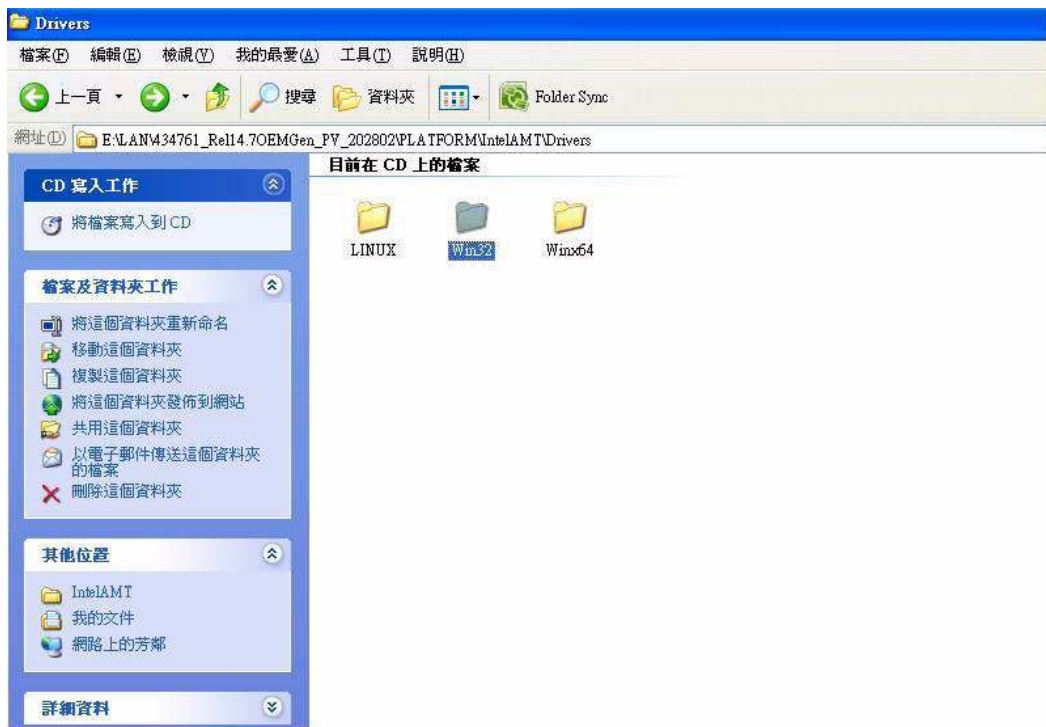 Drivers
檔案(F) 編輯(E) 檢視(V) 我的最愛(A) 工具(T) 說明(H)
上一頁 搜尋 資料夾 Folder Sync
網址(D) E:\LAN\434761_Rel14.7OEMGen_PV_202802\PLATFORM\IntelAMT\Drivers
目前在 CD 上的檔案
CD 寫入工作
將檔案寫入到 CD
LINUX Win32 Winx64
檔案及資料夾工作
將這個資料夾重新命名
移動這個資料夾
複製這個資料夾
將這個資料夾發佈到網站
共用這個資料夾
以電子郵件傳送這個資料夾
的檔案
刪除這個資料夾
其他位置
IntelAMT
我的文件
網路上的芳鄰
詳細資料